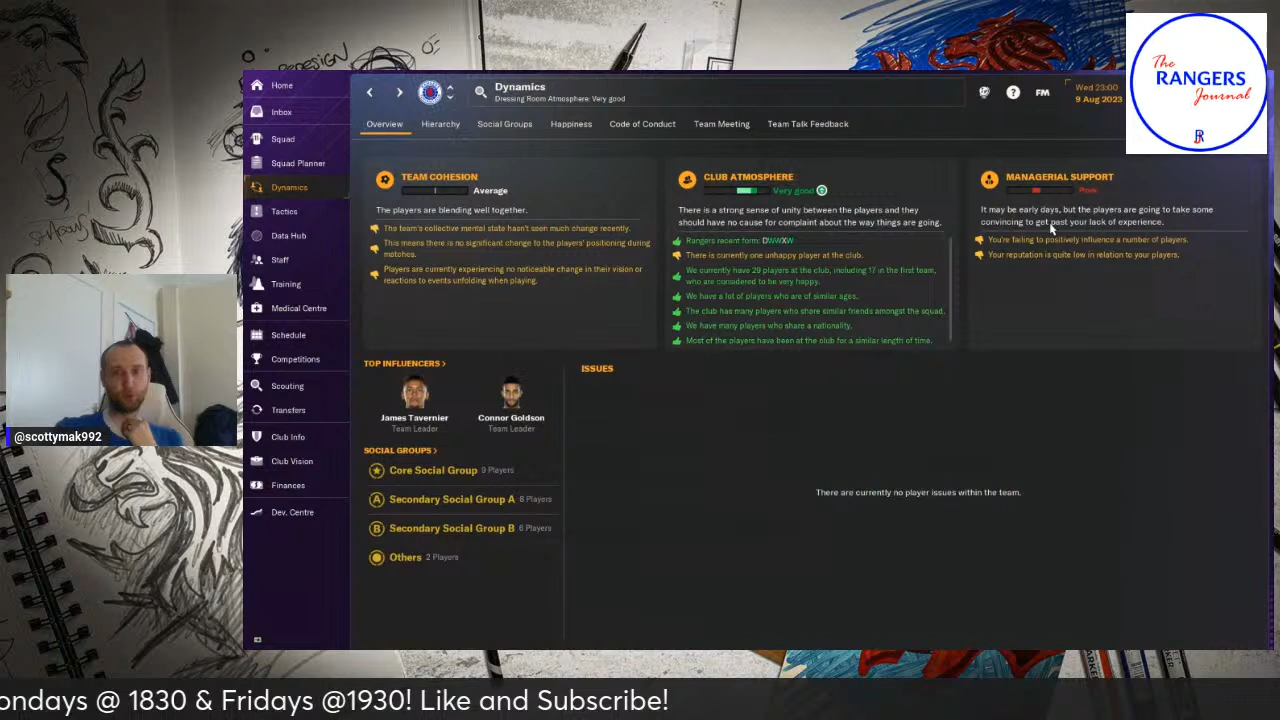 The
RANGERS
Journal
Home
Inbox
Squad
Squad Planner
Dynamics
Tactics
Data Hub
Staff
Training
Medical Centre
Schedule
Competitions
Scouting
Transfers
Club Info
Club Vision
Finances
Dev. Centre
Dynamics
Dressing Room Atmosphere: Very good
FM
Wed 23:00
9 Aug 2023
Overview
Hierarchy
Social Groups
Happiness
Code of Conduct
Team Meeting
Team Talk Feedback
TEAM COHESION
Average
The players are blending well together.
The team's collective mental state hasn't seen much change recently.
This means there is no significant change to the players' positioning during
matches.
Players are currently experiencing no noticeable change in their vision or
reactions to events unfolding when playing.
CLUB ATMOSPHERE
Very good
There is a strong sense of unity between the players and they
should have no cause for complaint about the way things are going.
Rangers recent form: DWWXW
There is currently one unhappy player at the club.
We currently have 29 players at the club, including 17 in the first team,
who are considered to be very happy.
We have a lot of players who are of similar ages.
The club has many players who share similar friends amongst the squad.
We have many players who share a nationality.
Most of the players have been at the club for a similar length of time.
MANAGERIAL SUPPORT
Poor
It may be early days, but the players are going to take some
convincing to get past your lack of experience.
You're failing to positively influence a number of players.
Your reputation is quite low in relation to your players.
TOP INFLUENCERS >
James Tavernier
Team Leader
Connor Goldson
Team Leader
SOCIAL GROUPS >
Core Social Group 9 Players
A Secondary Social Group A 8 Players
B Secondary Social Group B 6 Players
Others 2 Players
ISSUES
There are currently no player issues within the team.
@scottymak992
ondays @ 1830 & Fridays @1930! Like and Subscribe!